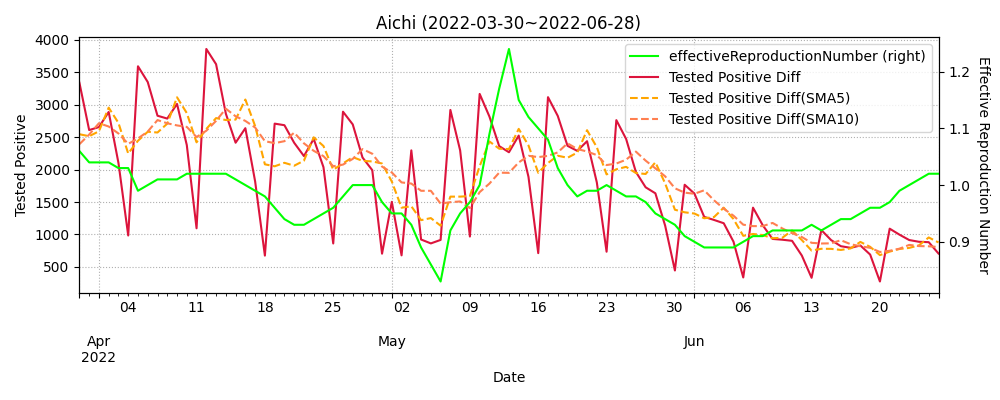 Aichi (2022-03-30~2022-06-28)
effectiveReproductionNumber (right)
Tested Positive Diff
Tested Positive Diff(SMA5)
Tested Positive Diff(SMA10)
Tested Positive
4000
3500
3000
2500
2000
1500
1000
500
1.2
1.1
1.0
0.9
Effective Reproduction Number
04 11 18 25 02 09 16 23 30 06 13 20
Apr May Jun
2022
Date